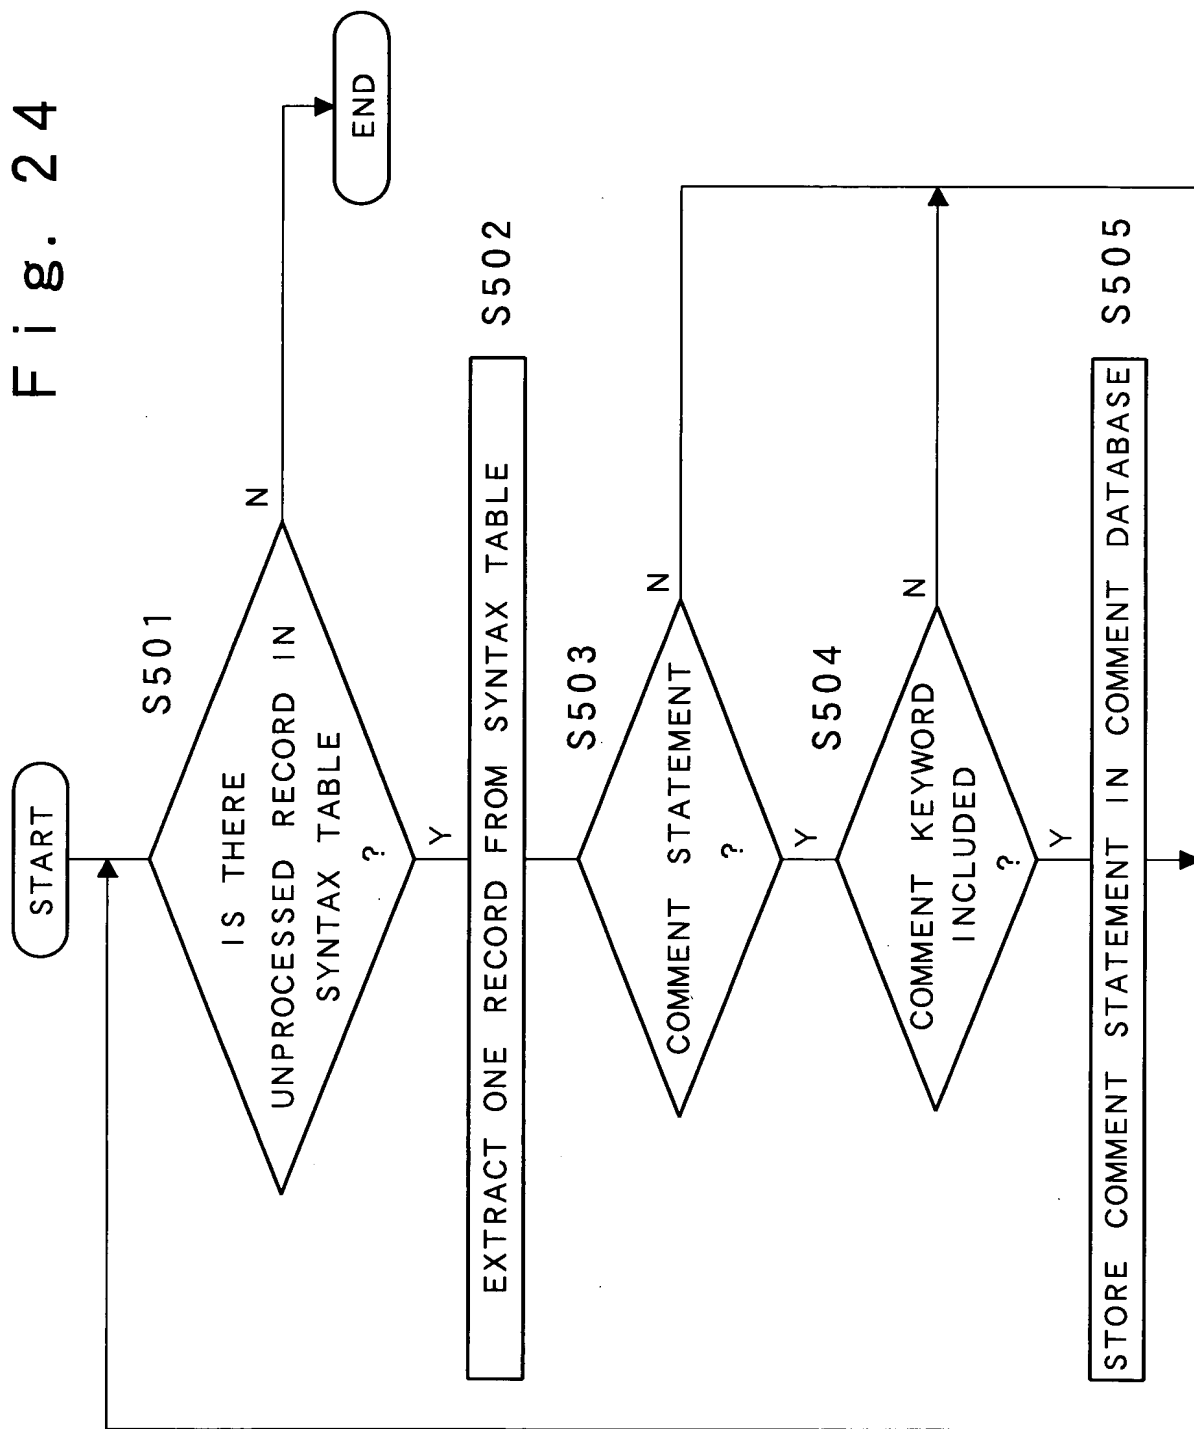 Fig. 24
START
S501
IS THERE
UNPROCESSED RECORD IN
SYNTAX TABLE
?
N
END
Y
S502
EXTRACT ONE RECORD FROM SYNTAX TABLE
S503
COMMENT STATEMENT
?
N
Y
S504
COMMENT KEYWORD
INCLUDED
?
N
Y
S505
STORE COMMENT STATEMENT IN COMMENT DATABASE